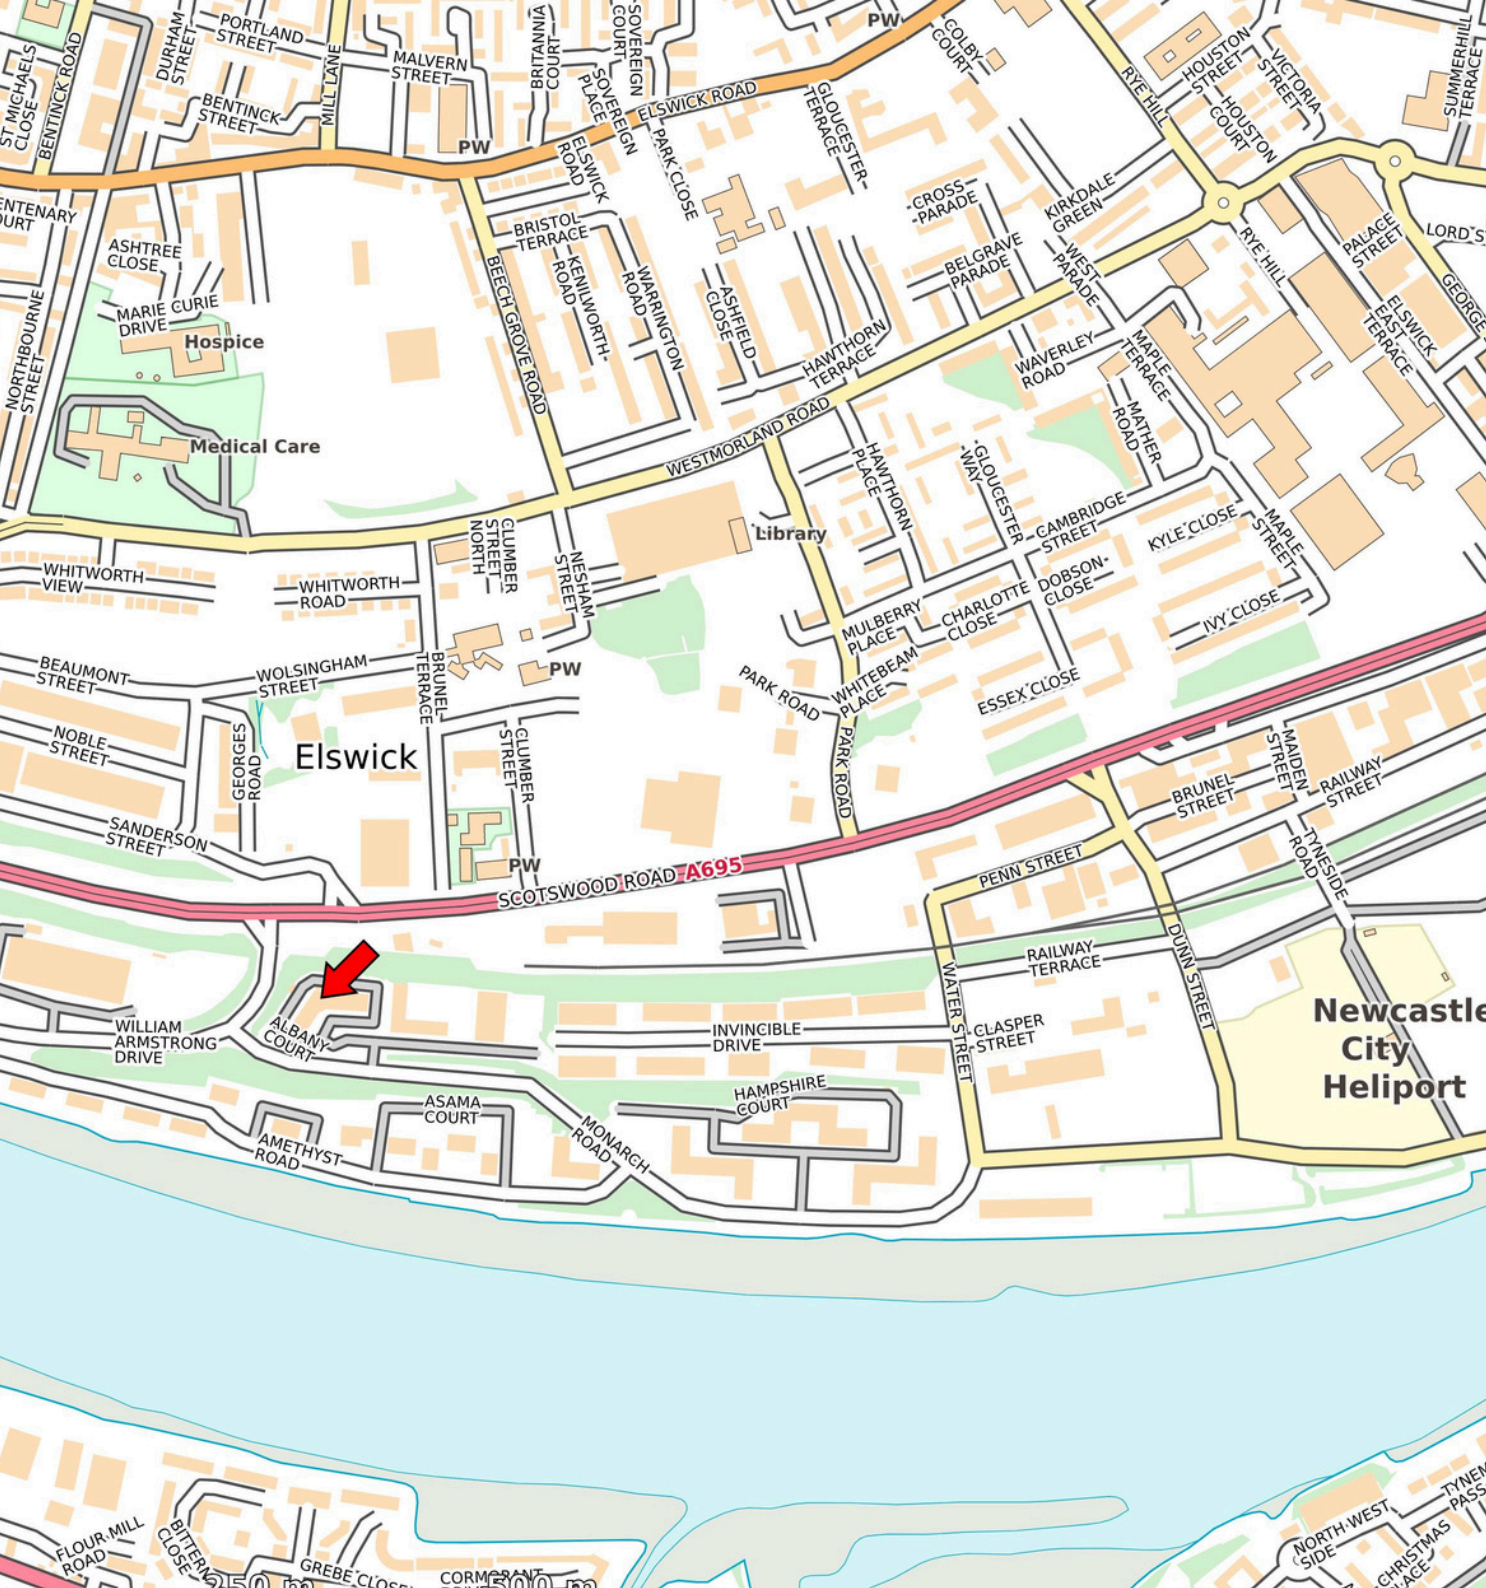 PORTLAND
STREET
DURHAM
STREET
MALVERN
STREET
BRITANNIA
COURT
SOVEREIGN
COURT
SOVEREIGN
PLACE
PW
COLBY
COURT
ST MICHAELS
CLOSE
BENTINCK ROAD
BENTINCK
STREET
MILL LANE
PW
ELSWICK ROAD
RYE HILL
HOUSTON
STREET
VICTORIA
STREET
HOUSTON
COURT
SUMMERHILL
TERRACE
ELSWICK
ROAD
PARK CLOSE
GLOUCESTER
TERRACE
CROSS
PARADE
KIRKDALE
GREEN
ENTENARY
OURT
ASHTREE
CLOSE
BRISTOL
TERRACE
BELGRAVE
PARADE
WEST
PARADE
RYE HILL
PALACE
STREET
LORD S
GEORGE
MARIE CURIE
DRIVE
Hospice
NORTHBOURNE
STREET
BEECH GROVE ROAD
KENILWORTH
ROAD
WARRINGTON
ROAD
ASHFIELD
CLOSE
HAWTHORN
TERRACE
WAVERLEY
ROAD
MAPLE
TERRACE
ELSWICK
EAST
TERRACE
Medical Care
WESTMORLAND ROAD
HAWTHORN
PLACE
GLOUCESTER
WAY
MATHER
ROAD
CAMBRIDGE
STREET
KYLE CLOSE
MAPLE
STREET
Library
CLUMBER
STREET
NORTH
NESHAM
STREET
WHITWORTH
VIEW
WHITWORTH
ROAD
DOBSON
CLOSE
CHARLOTTE
CLOSE
MULBERRY
PLACE
IVY CLOSE
BEAUMONT
STREET
WOLSINGHAM
STREET
BRUNEL
TERRACE
PW
PARK ROAD
WHITEBEAM
PLACE
ESSEX CLOSE
NOBLE
STREET
GEORGES
ROAD
Elswick
CLUMBER
STREET
PARK ROAD
BRUNEL
STREET
MAIDEN
STREET
RAILWAY
STREET
SANDERSON
STREET
PW
SCOTSWOOD ROAD A695
PENN STREET
TYNESIDE
ROAD
RAILWAY
TERRACE
DUNN STREET
WILLIAM
ARMSTRONG
DRIVE
ALBANY
COURT
INVINCIBLE
DRIVE
WATER STREET
CLASPER
STREET
Newcastle
City
Heliport
ASAMA
COURT
HAMPSHIRE
COURT
AMETHYST
ROAD
MONARCH
ROAD
FLOUR MILL
ROAD
BITTERN
CLOSE
GREBE CLOSE
CORMORANT
250 m
500 m
NORTH WEST
SIDE
CHRISTMAS
PLACE
TYNEM
PASS